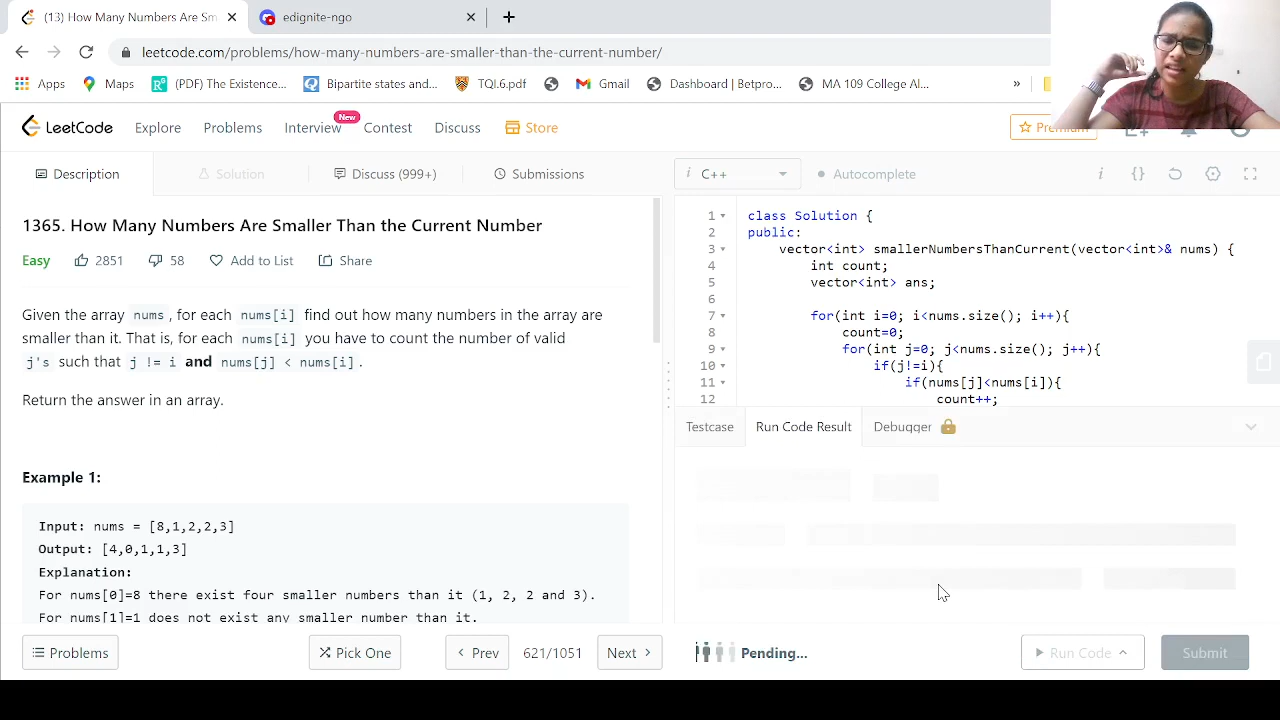 (13) How Many Numbers Are Sm
edignite-ngo
leetcode.com/problems/how-many-numbers-are-smaller-than-the-current-number/
Apps
Maps
(PDF) The Existence...
Bipartite states and...
TQL6.pdf
Gmail
Dashboard | Betpro...
MA 109 College Al...
»
LeetCode
Explore
Problems
Interview
New
Contest
Discuss
Store
Description
Solution
Discuss (999+)
Submissions
i C++
Autocomplete
1365. How Many Numbers Are Smaller Than the Current Number
Easy
2851
58
Add to List
Share
Given the array nums, for each nums[i] find out how many numbers in the array are
smaller than it. That is, for each nums[i] you have to count the number of valid
j's such that j != i and nums[j] < nums[i].
Return the answer in an array.
Example 1:
Input: nums = [8,1,2,2,3]
Output: [4,0,1,1,3]
Explanation:
For nums[0]=8 there exist four smaller numbers than it (1, 2, 2 and 3).
For nums[1]=1 does not exist any smaller number than it.
1 class Solution {
2 public:
3 vector<int> smallerNumbersThanCurrent(vector<int>& nums) {
4 int count;
5 vector<int> ans;
6
7 for(int i=0; i<nums.size(); i++){
8 count=0;
9 for(int j=0; j<nums.size(); j++){
10 if(j!=i){
11 if(nums[j]<nums[i]){
12 count++;
Testcase
Run Code Result
Debugger
Problems
Pick One
Prev
621/1051
Next
Pending...
Run Code
Submit